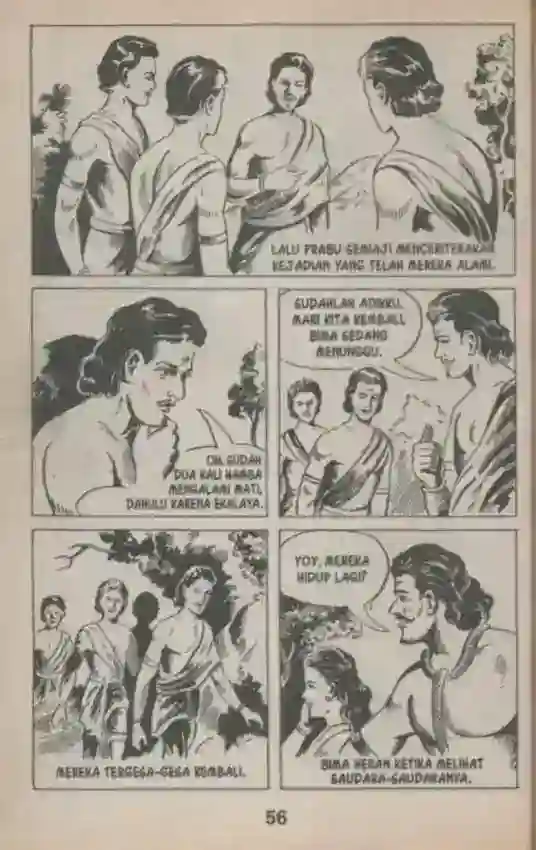 LALU PRABU SEMIAJI MENCERITERAKAN
KEJADIAN YANG TELAH MEREKA ALAMI.
SUDAHLAH ADIKKU,
MARI KITA KEMBALI,
BIMA SEDANG
MENUNGGU.
OH, SUDAH
DUA KALI HAMBA
MENGALAMI MATI,
DAHULU KARENA EKALAYA.
MEREKA TERGESA-GESA KEMBALI.
YOY, MEREKA
HIDUP LAGI?
BIMA HERAN KETIKA MELIHAT
SAUDARA-SAUDARANYA.
56